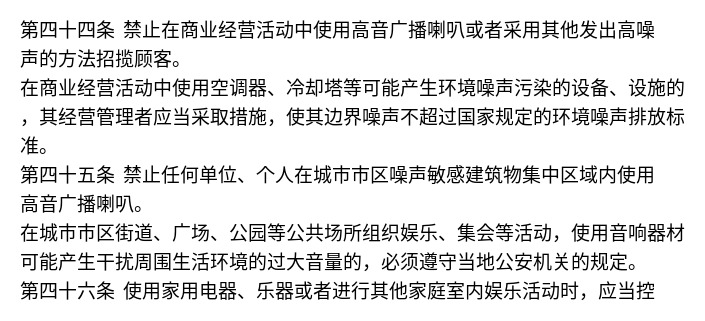 第四十四条 禁止在商业经营活动中使用高音广播喇叭或者采用其他发出高噪
声的方法招揽顾客。
在商业经营活动中使用空调器、冷却塔等可能产生环境噪声污染的设备、设施的
，其经营管理者应当采取措施，使其边界噪声不超过国家规定的环境噪声排放标
准。
第四十五条 禁止任何单位、个人在城市市区噪声敏感建筑物集中区域内使用
高音广播喇叭。
在城市市区街道、广场、公园等公共场所组织娱乐、集会等活动，使用音响器材
可能产生干扰周围生活环境的过大音量的，必须遵守当地公安机关的规定。
第四十六条 使用家用电器、乐器或者进行其他家庭室内娱乐活动时，应当控